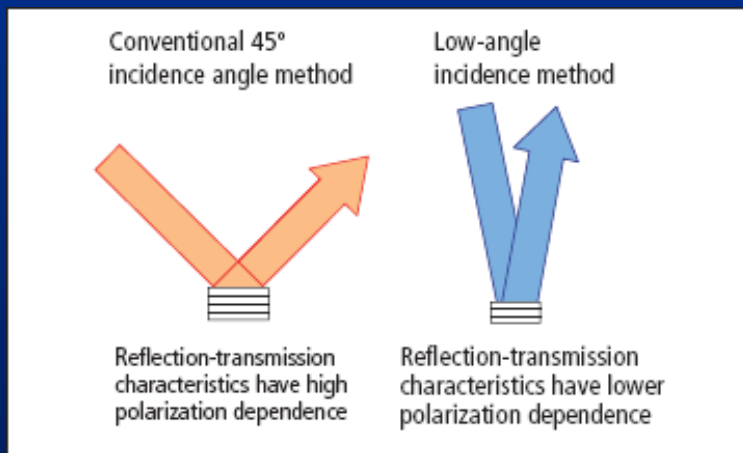 Conventional 45°
incidence angle method
Low-angle
incidence method
Reflection-transmission
characteristics have high
polarization dependence
Reflection-transmission
characteristics have lower
polarization dependence